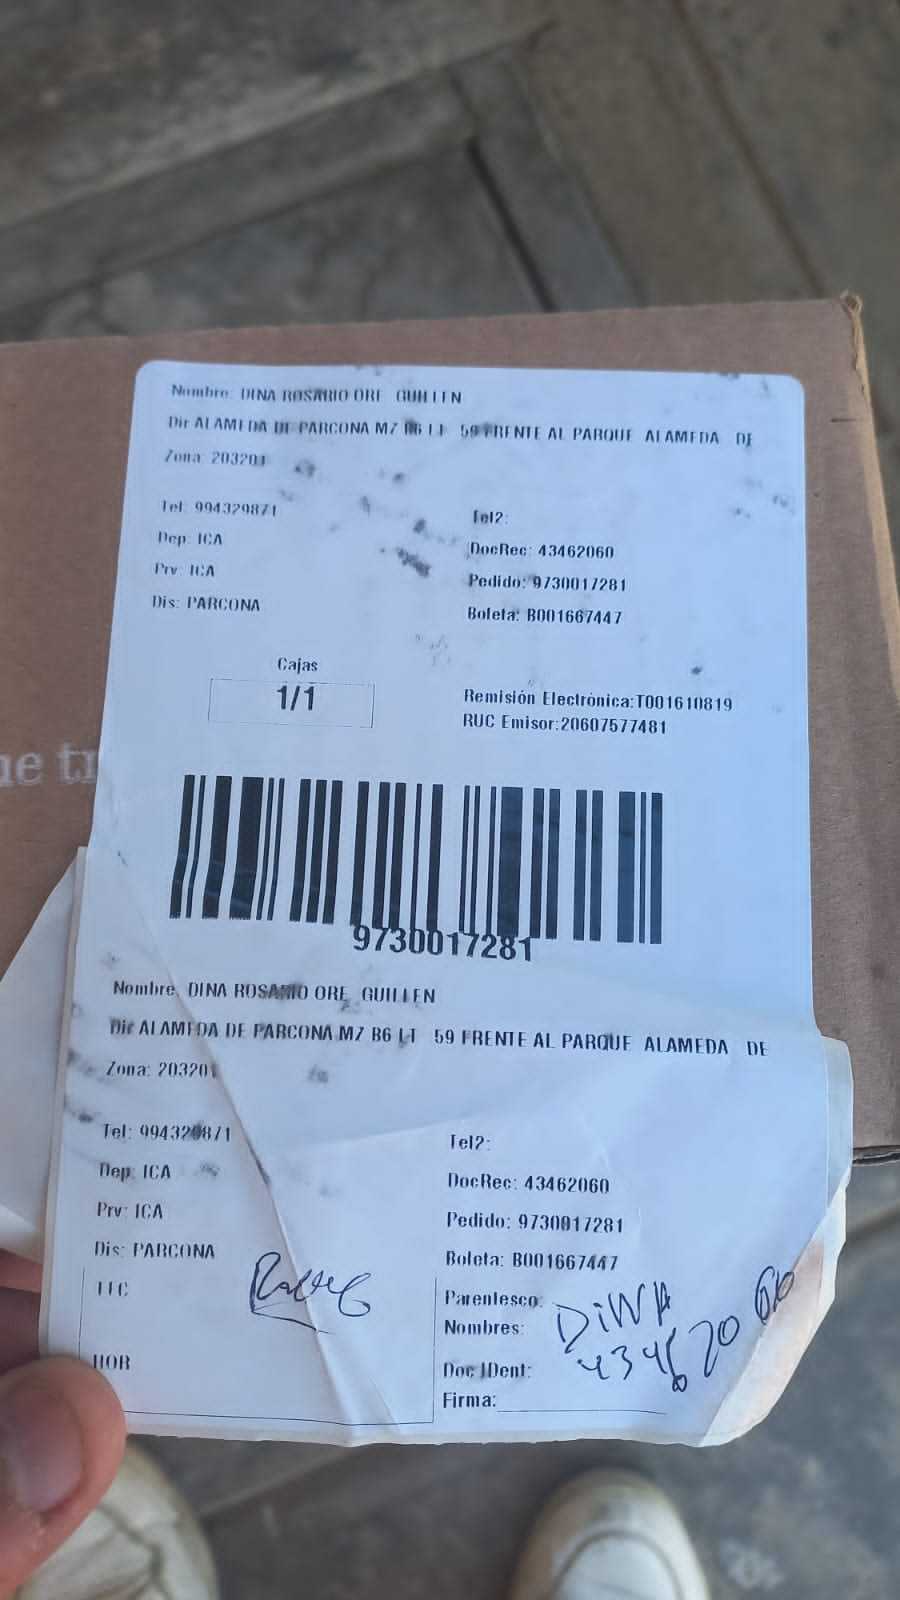 Nombre: DINA ROSARIO ORE GUILLEN
Dir ALAMEDA DE PARCONA MZ B6 LT 59 FRENTE AL PARQUE ALAMEDA DE
Zona: 203201
Tel: 994329871
Tel2:
Dep: ICA
DocRec: 43462060
Prv: ICA
Pedido: 9730017281
Dis: PARCONA
Boleta: B001667447
Cajas
1/1
Remisión Electrónica:T001610819
RUC Emisor:20607577481
9730017281
Nombre: DINA ROSARIO ORE GUILLEN
Dir ALAMEDA DE PARCONA MZ B6 LT 59 FRENTE AL PARQUE ALAMEDA DE
Zona: 203201
Tel: 994329871
Tel2:
Dep: ICA
DocRec: 43462060
Prv: ICA
Pedido: 9730017281
Dis: PARCONA
Boleta: B001667447
Parentesco:
Nombres: DiNA
HOR
Doc IDent:
Firma: